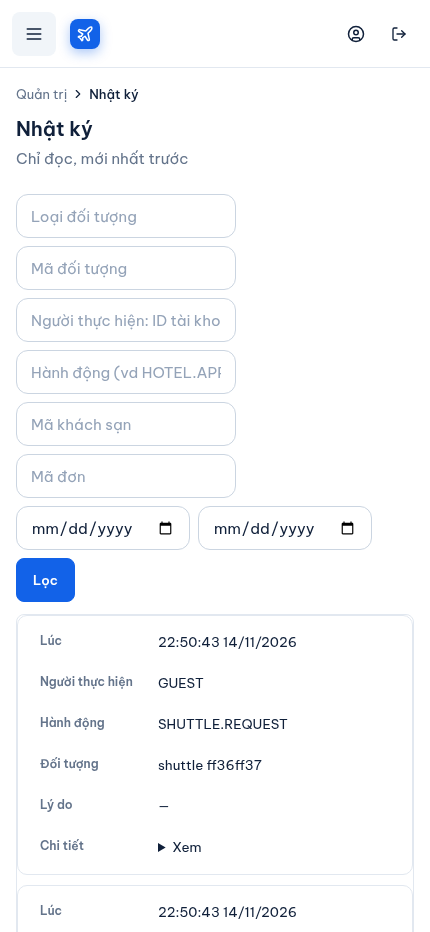 Quản trị > Nhật ký
Nhật ký
Chỉ đọc, mới nhất trước
Loại đối tượng
Mã đối tượng
Người thực hiện: ID tài kho
Hành động (vd HOTEL.APP
Mã khách sạn
Mã đơn
mm/dd/yyyy mm/dd/yyyy
Lọc
Lúc 22:50:43 14/11/2026
Người thực hiện GUEST
Hành động SHUTTLE.REQUEST
Đối tượng shuttle ff36ff37
Lý do —
Chi tiết ▶ Xem
Lúc 22:50:43 14/11/2026